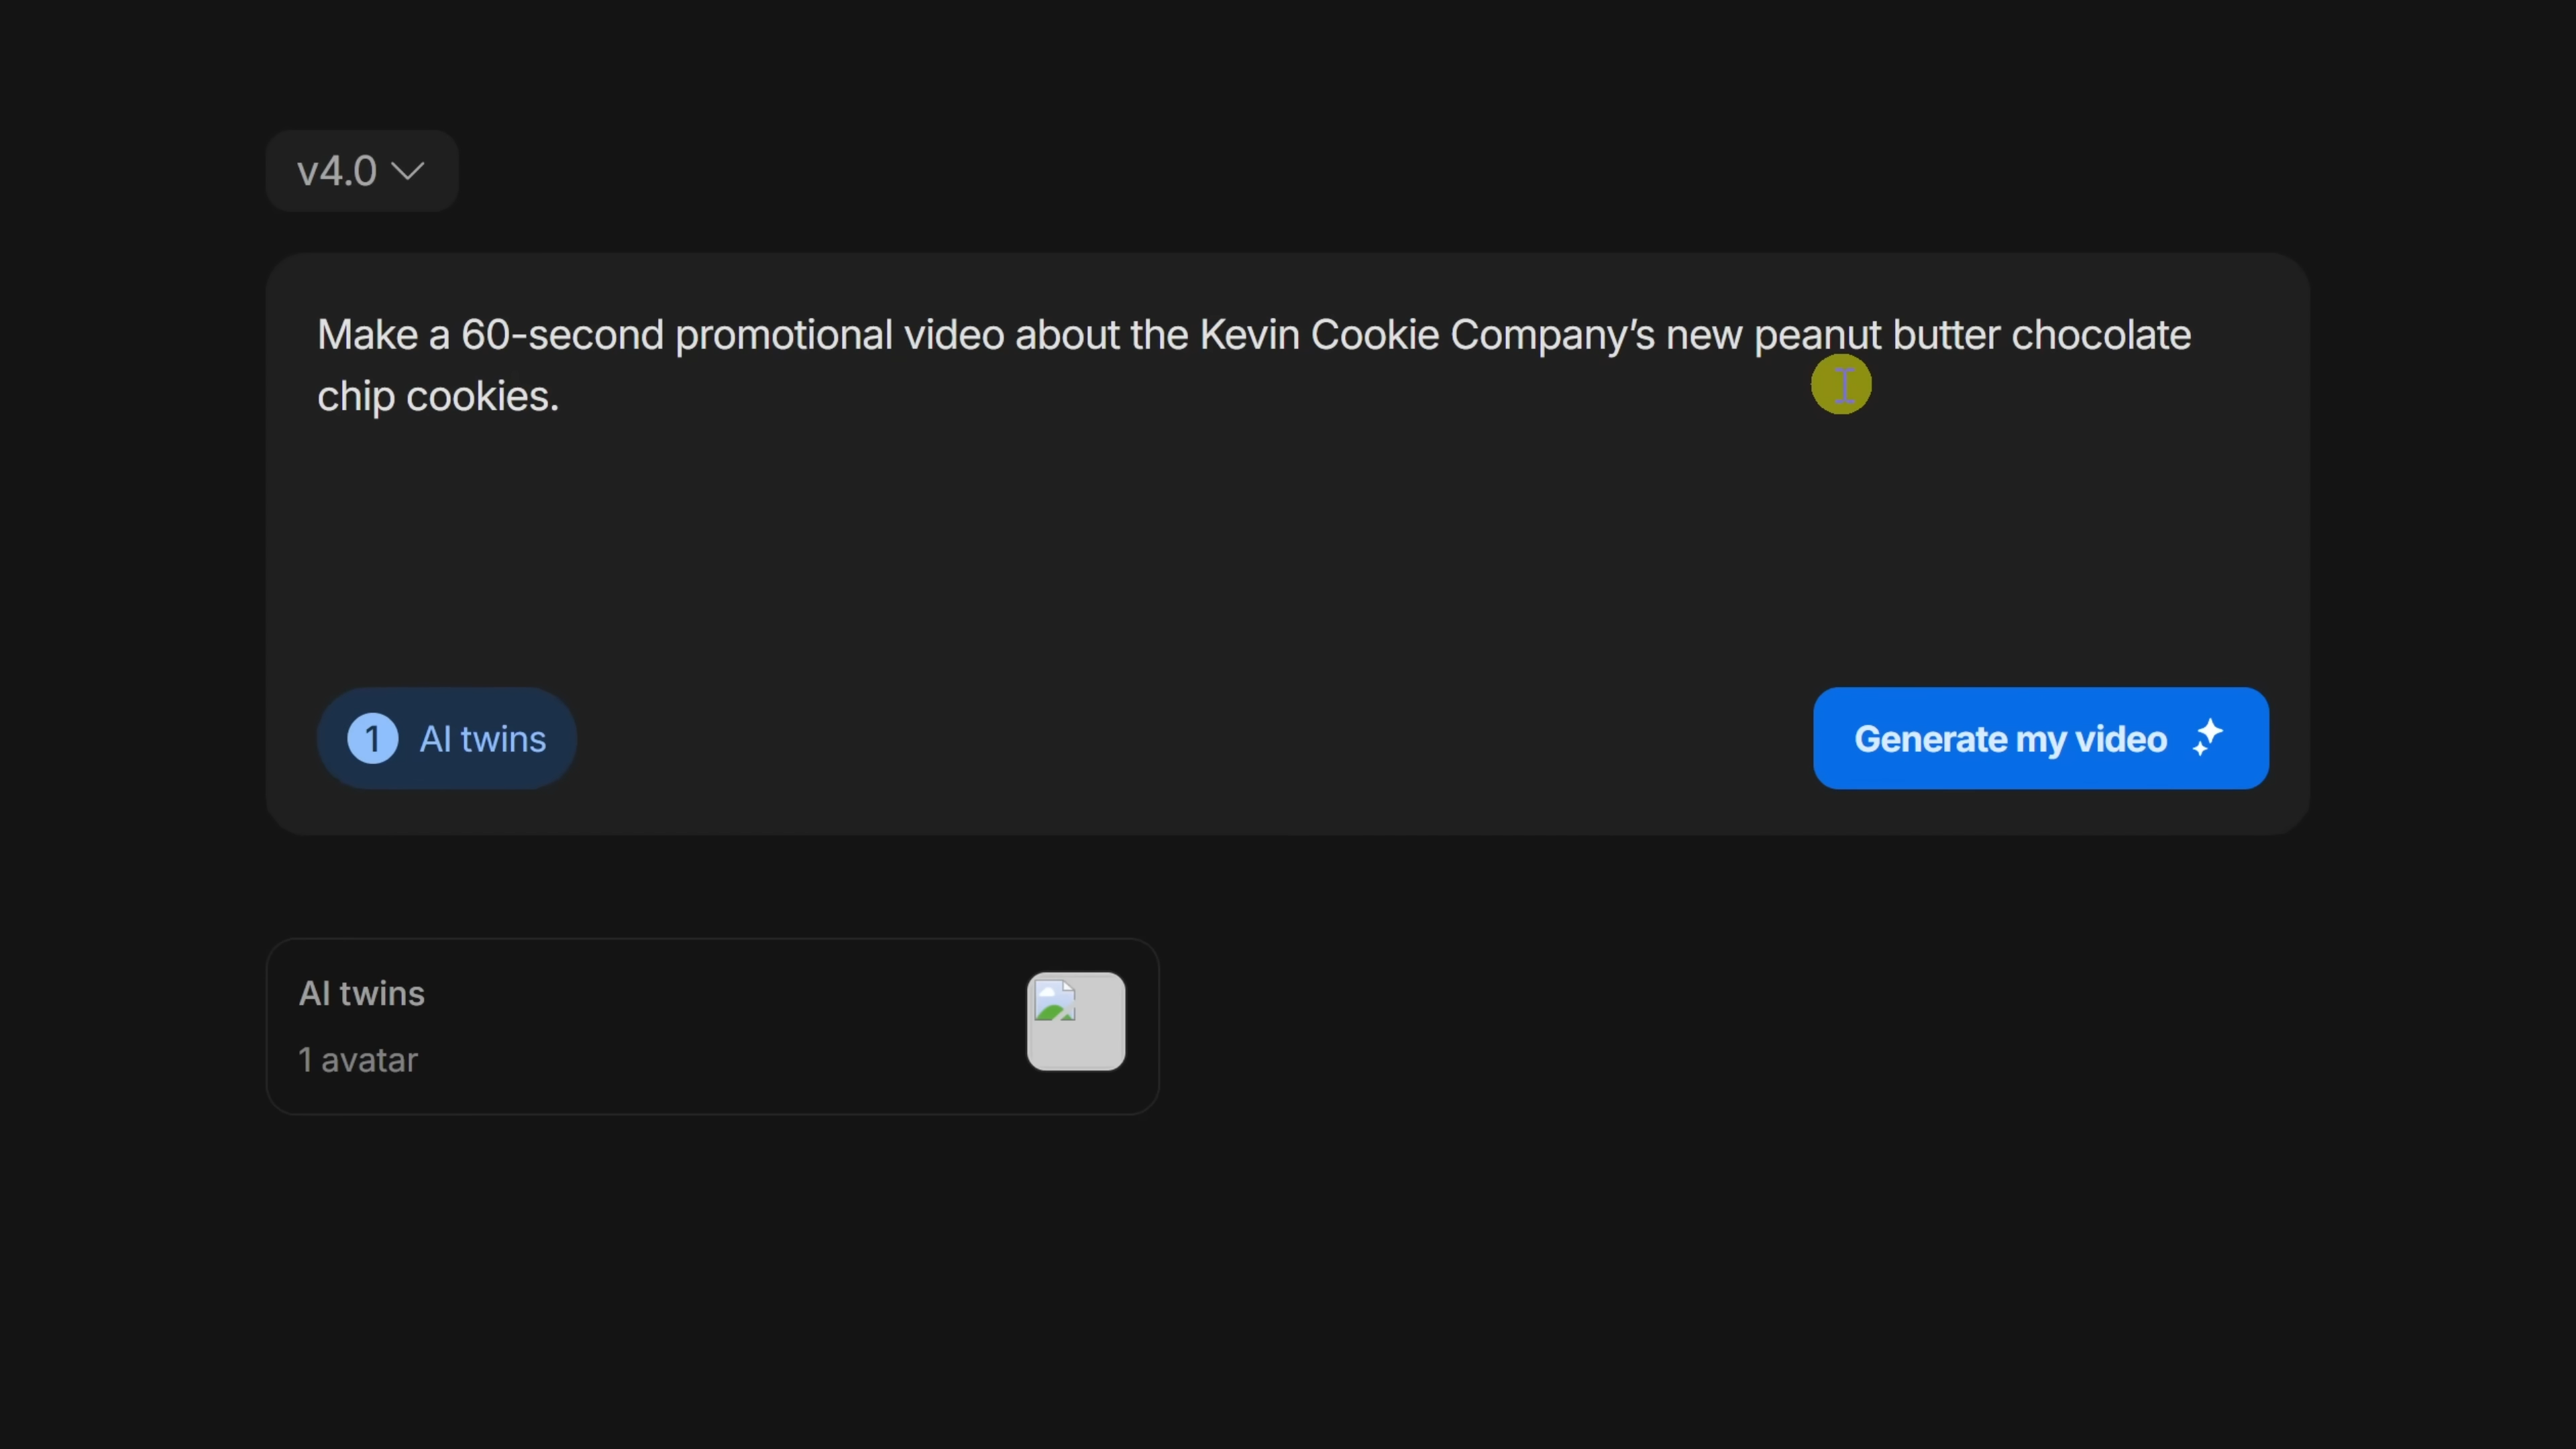 v4.0
Make a 60-second promotional video about the Kevin Cookie Company’s new peanut butter chocolate
chip cookies.
1 AI twins
Generate my video
AI twins
1 avatar